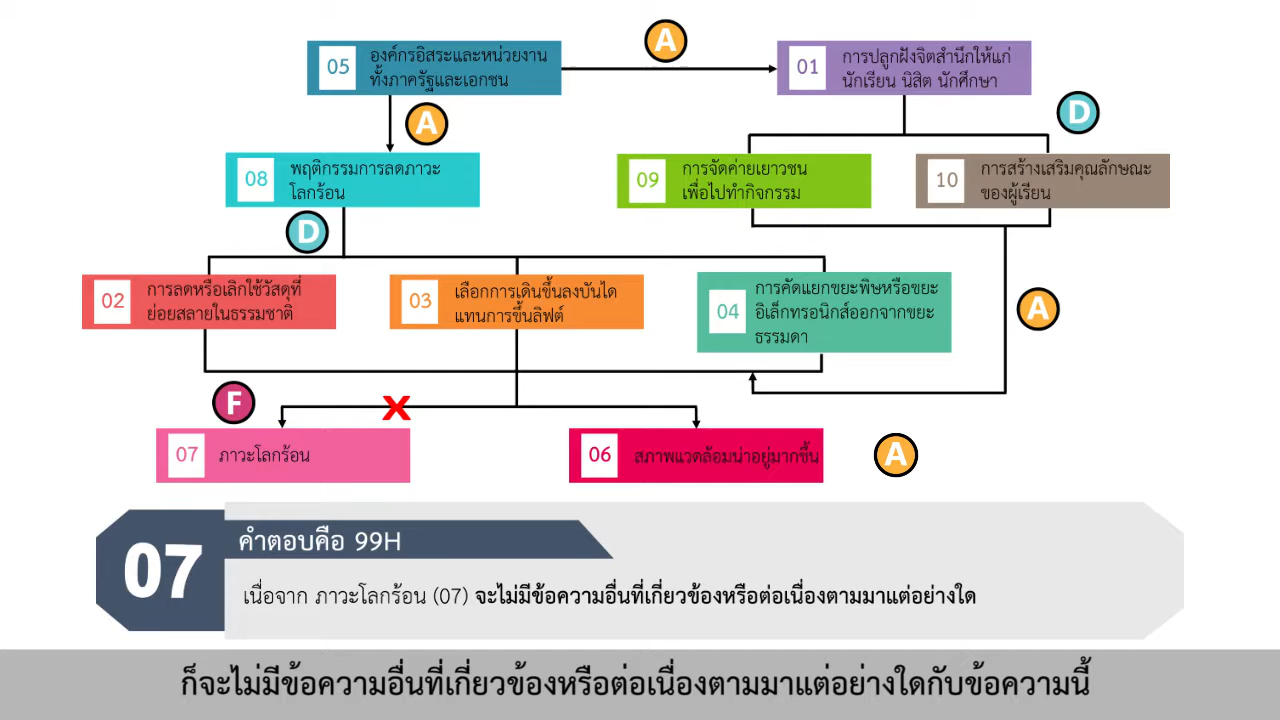 A
05
องค์กรอิสระและหน่วยงาน
ทั้งภาครัฐและเอกชน
01
การปลูกฝังจิตสำนึกให้แก่
นักเรียน นิสิต นักศึกษา
A
D
08
พฤติกรรมการลดภาวะ
โลกร้อน
09
การจัดค่ายเยาวชน
เพื่อไปทำกิจกรรม
10
การสร้างเสริมคุณลักษณะ
ของผู้เรียน
D
02
การลดหรือเลิกใช้วัสดุที่
ย่อยสลายในธรรมชาติ
03
เลือกการเดินขึ้นลงบันได
แทนการขึ้นลิฟต์
04
การคัดแยกขยะพิษหรือขยะ
อิเล็กทรอนิกส์ออกจากขยะ
ธรรมดา
A
F
X
07
ภาวะโลกร้อน
06
สภาพแวดล้อมน่าอยู่มากขึ้น
A
07
คำตอบคือ 99H
เนื่อจาก ภาวะโลกร้อน (07) จะไม่มีข้อความอื่นที่เกี่ยวข้องหรือต่อเนื่องตามมาแต่อย่างใด
ก็จะไม่มีข้อความอื่นที่เกี่ยวข้องหรือต่อเนื่องตามมาแต่อย่างใดกับข้อความนี้